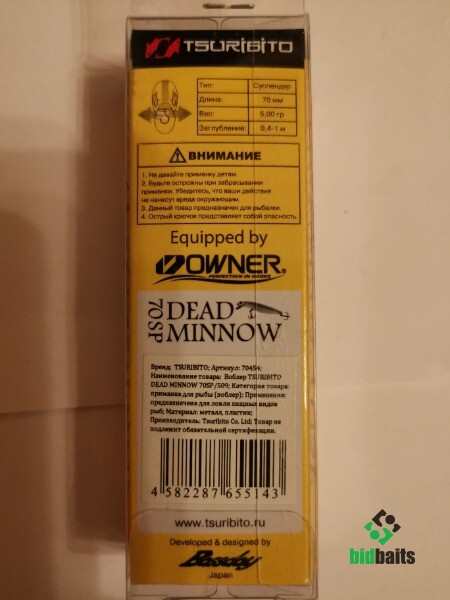 TSURIBITO
Тип: Суспендер
Длина: 70 мм
Вес: 5,00 гр
Заглубление: 0,4-1 м
ВНИМАНИЕ
1. Не давайте приманку детям.
2. Будьте острожны при забрасывании
приманки. Убедитесь, что ваши действия
не нанесут вреда окружающим.
3. Данный товар предназначен для рыбалки.
4. Острый крючок представляет собой опасность.
Equipped by
OWNER
PERFECTION IN HOOKS
70SP
DEAD
MINNOW
Бренд: TSURIBITO; Артикул: 70454;
Наименование товара: Воблер TSURIBITO
DEAD MINNOW 70SP/509; Категория товара:
приманка для рыбы (воблер); Применение:
предназначена для ловли хищных видов
рыб; Материал: металл, пластик;
Производитель: Tsuribito Co, Ltd; Товар не
подлежит обязательной сертификации.
4 582287 655143
www.tsuribito.ru
Developed & designed by
Japan
bidbaits